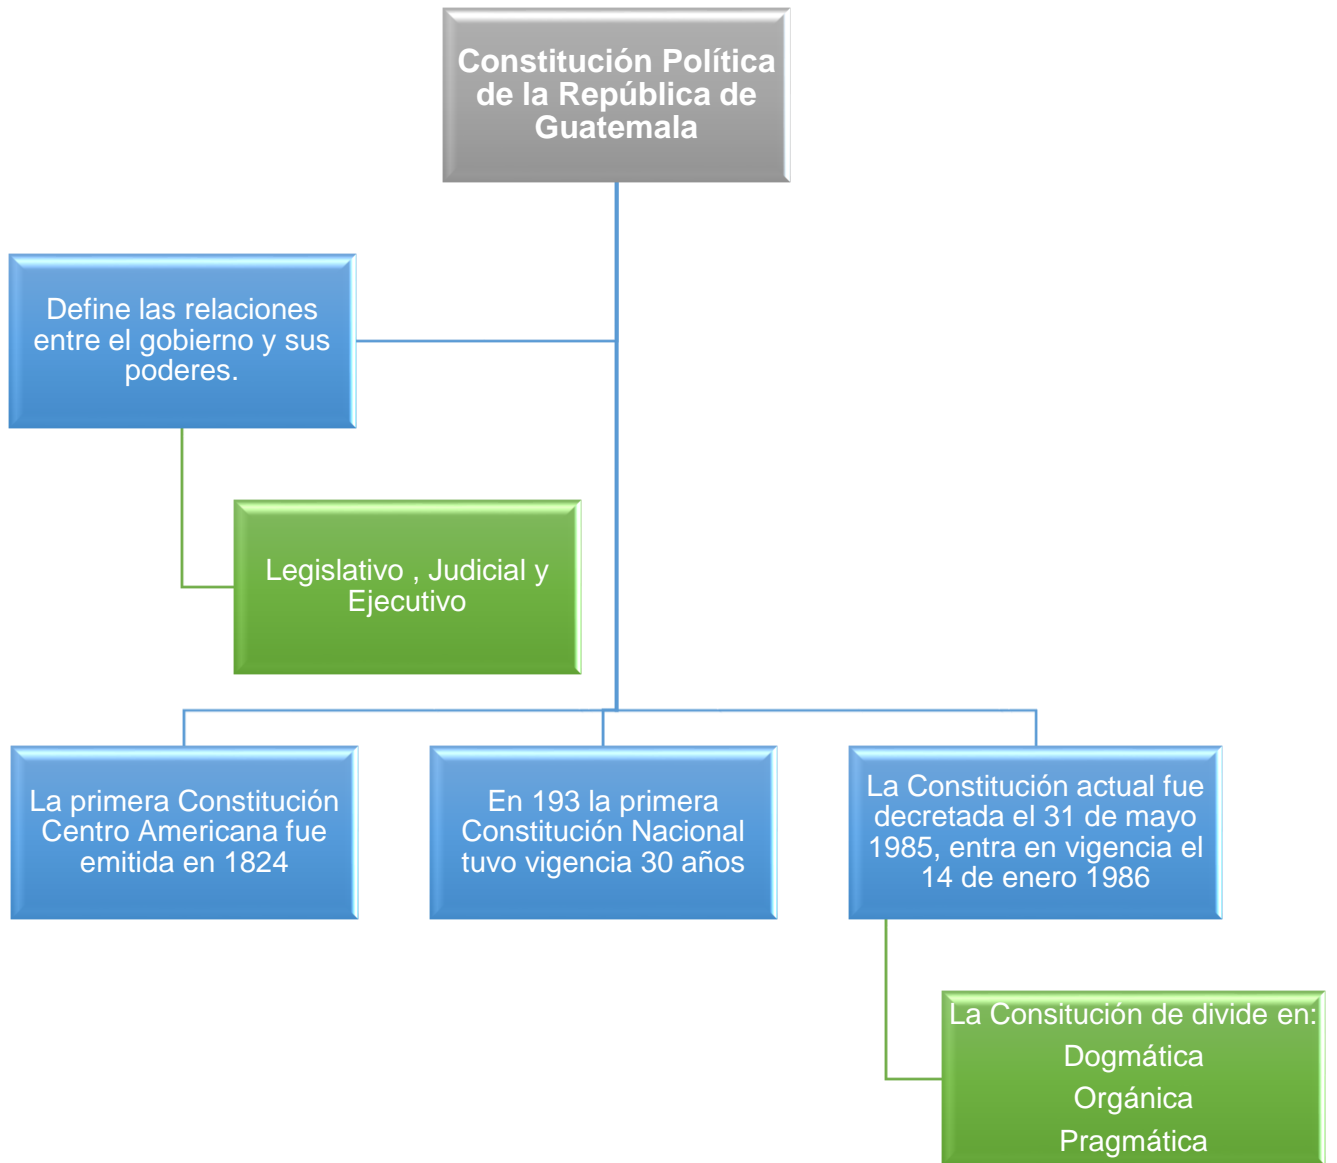 Constitución Política
de la República de
Guatemala
Define las relaciones
entre el gobierno y sus
poderes.
Legislativo , Judicial y
Ejecutivo
La primera Constitución
Centro Americana fue
emitida en 1824
En 193 la primera
Constitución Nacional
tuvo vigencia 30 años
La Constitución actual fue
decretada el 31 de mayo
1985, entra en vigencia el
14 de enero 1986
La Consitución de divide en:
Dogmática
Orgánica
Pragmática